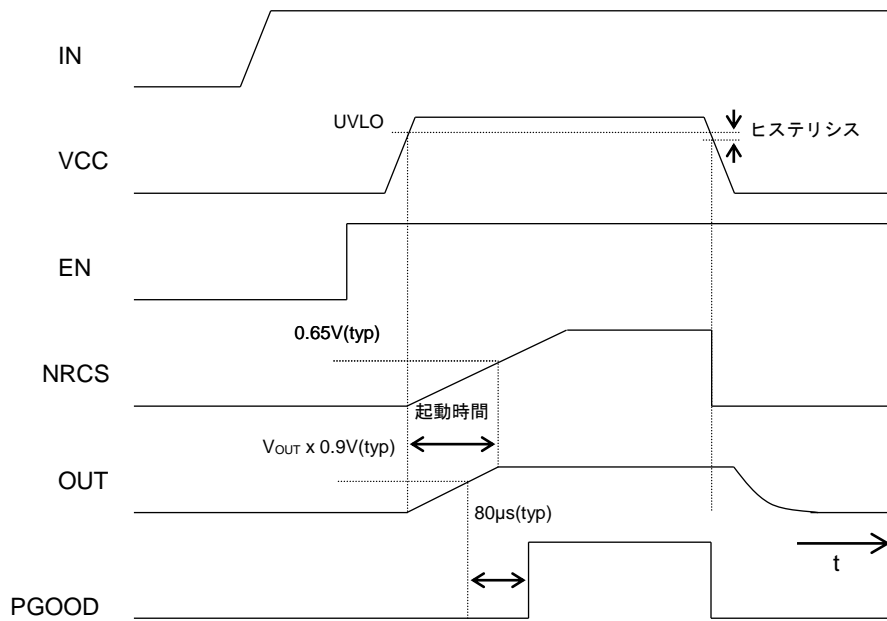 IN
UVLO
ヒステリシス
VCC
EN
0.65V(typ)
NRCS
起動時間
VOUT x 0.9V(typ)
OUT
80µs(typ)
t
PGOOD